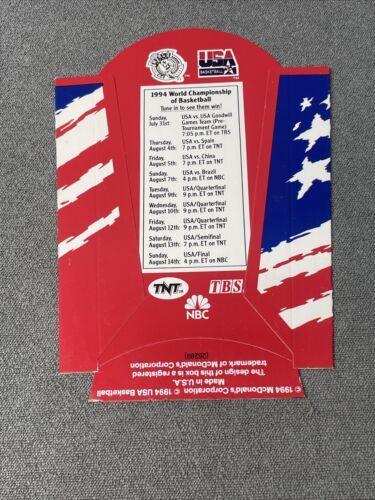 USA
BASKETBALL
1994 World Championship
of Basketball
Tune in to see them win!
Sunday, July 31st: USA vs. USA Goodwill
Games Team (Pre-
Tournament Game)
7:05 p.m. ET on TBS
Thursday, August 4th: USA vs. Spain
7 p.m. ET on TNT
Friday, August 5th: USA vs. China
7 p.m. ET on TNT
Sunday, August 7th: USA vs. Brazil
4 p.m. ET on NBC
Tuesday, August 9th: USA/Quarterfinal
9 p.m. ET on TNT
Wednesday, August 10th: USA/Quarterfinal
9 p.m. ET on TNT
Friday, August 12th: USA/Quarterfinal
9 p.m. ET on TNT
Saturday, August 13th: USA/Semifinal
7 p.m. ET on TNT
Sunday, August 14th: USA/Final
4 p.m. ET on NBC
TNT
TBS
NBC
© 1994 McDonald's Corporation © 1994 USA Basketball
Made in U.S.A.
The design of this box is a registered
trademark of McDonald's Corporation